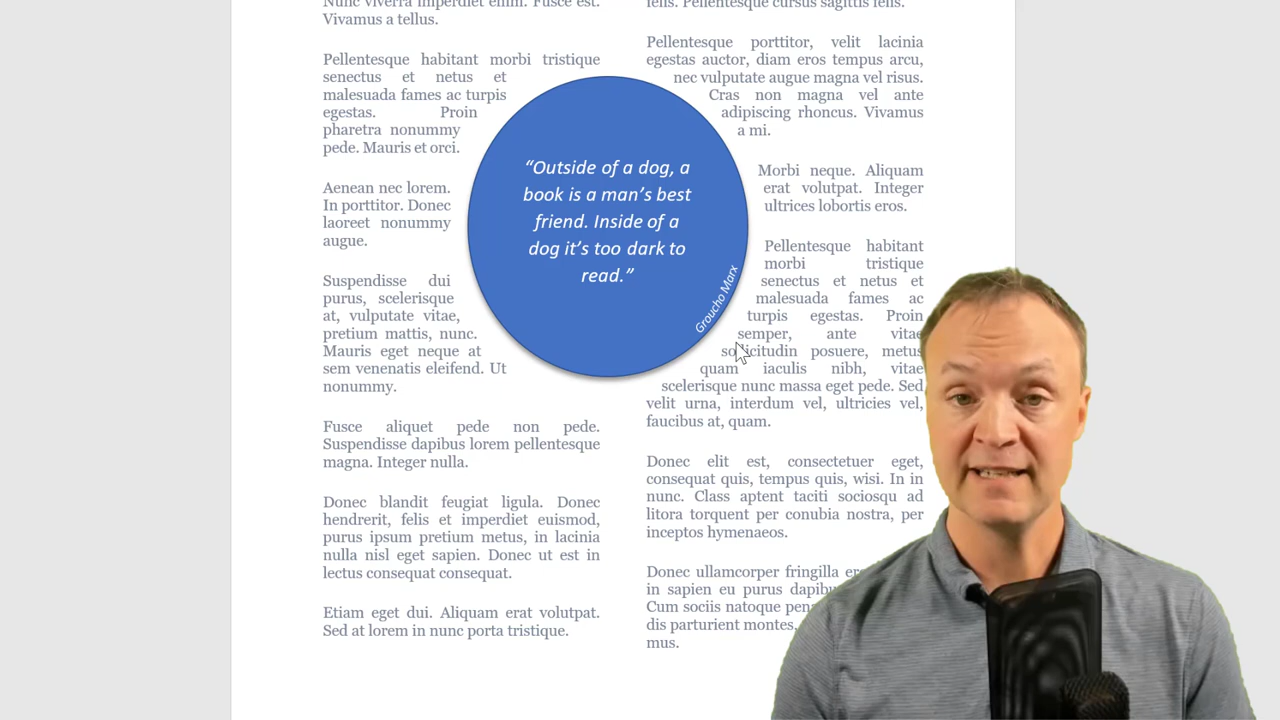 Nunc viverra imperdiet enim. Fusce est.
Vivamus a tellus.
Pellentesque habitant morbi tristique
senectus et netus et
malesuada fames ac turpis
egestas. Proin
pharetra nonummy
pede. Mauris et orci.
Aenean nec lorem.
In porttitor. Donec
laoreet nonummy
augue.
Suspendisse dui
purus, scelerisque
at, vulputate vitae,
pretium mattis, nunc.
Mauris eget neque at
sem venenatis eleifend. Ut
nonummy.
Fusce aliquet pede non pede.
Suspendisse dapibus lorem pellentesque
magna. Integer nulla.
Donec blandit feugiat ligula. Donec
hendrerit, felis et imperdiet euismod,
purus ipsum pretium metus, in lacinia
nulla nisl eget sapien. Donec ut est in
lectus consequat consequat.
Etiam eget dui. Aliquam erat volutpat.
Sed at lorem in nunc porta tristique.
“Outside of a dog, a
book is a man’s best
friend. Inside of a
dog it’s too dark to
read.”
Groucho Marx
felis. Pellentesque cursus sagittis felis.
Pellentesque porttitor, velit lacinia
egestas auctor, diam eros tempus arcu,
nec vulputate augue magna vel risus.
Cras non magna vel ante
adipiscing rhoncus. Vivamus
a mi.
Morbi neque. Aliquam
erat volutpat. Integer
ultrices lobortis eros.
Pellentesque habitant
morbi tristique
senectus et netus et
malesuada fames ac
turpis egestas. Proin
semper, ante vitae
sollicitudin posuere, metus
quam iaculis nibh, vitae
scelerisque nunc massa eget pede. Sed
velit urna, interdum vel, ultricies vel,
faucibus at, quam.
Donec elit est, consectetuer eget,
consequat quis, tempus quis, wisi. In in
nunc. Class aptent taciti sociosqu ad
litora torquent per conubia nostra, per
inceptos hymenaeos.
Donec ullamcorper fringilla
in sapien eu purus
Cum sociis natoque
dis parturient montes,
mus.